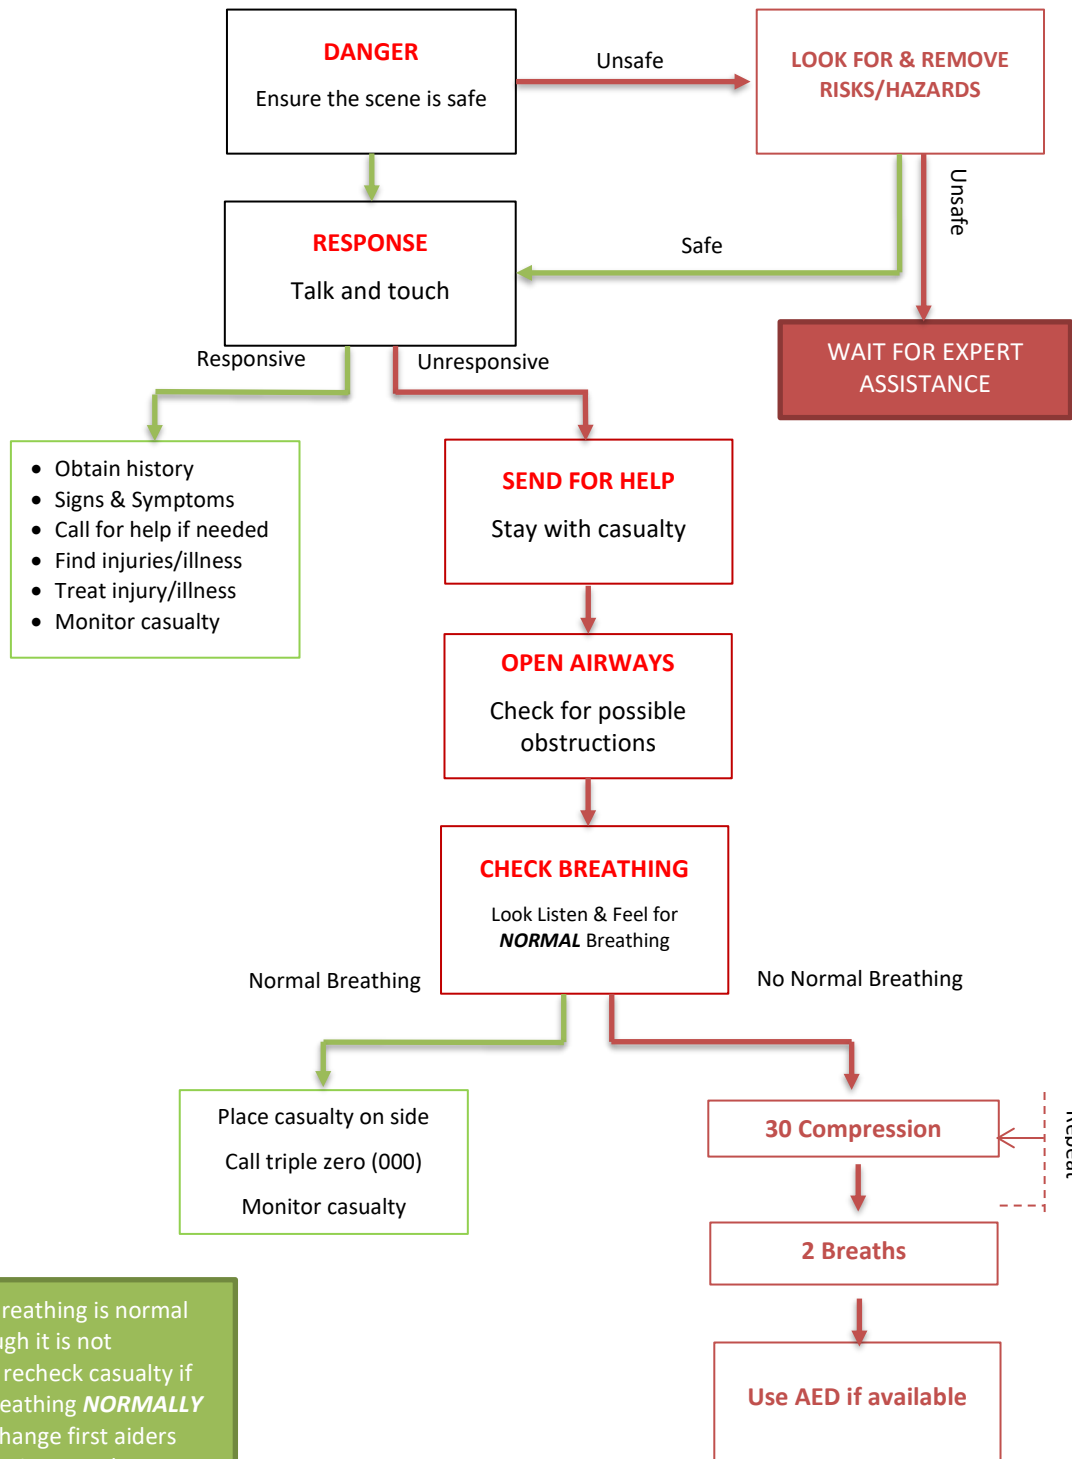 DANGER
Ensure the scene is safe
Unsafe
LOOK FOR & REMOVE
RISKS/HAZARDS
Unsafe
Safe
RESPONSE
Talk and touch
WAIT FOR EXPERT
ASSISTANCE
Responsive
Unresponsive
• Obtain history
• Signs & Symptoms
• Call for help if needed
• Find injuries/illness
• Treat injury/illness
• Monitor casualty
SEND FOR HELP
Stay with casualty
OPEN AIRWAYS
Check for possible
obstructions
CHECK BREATHING
Look Listen & Feel for
NORMAL Breathing
Normal Breathing
No Normal Breathing
Place casualty on side
Call triple zero (000)
Monitor casualty
30 Compression
Repeat
2 Breaths
Use AED if available
breathing is normal
it is not
recheck casualty if
NORMALLY
first aiders